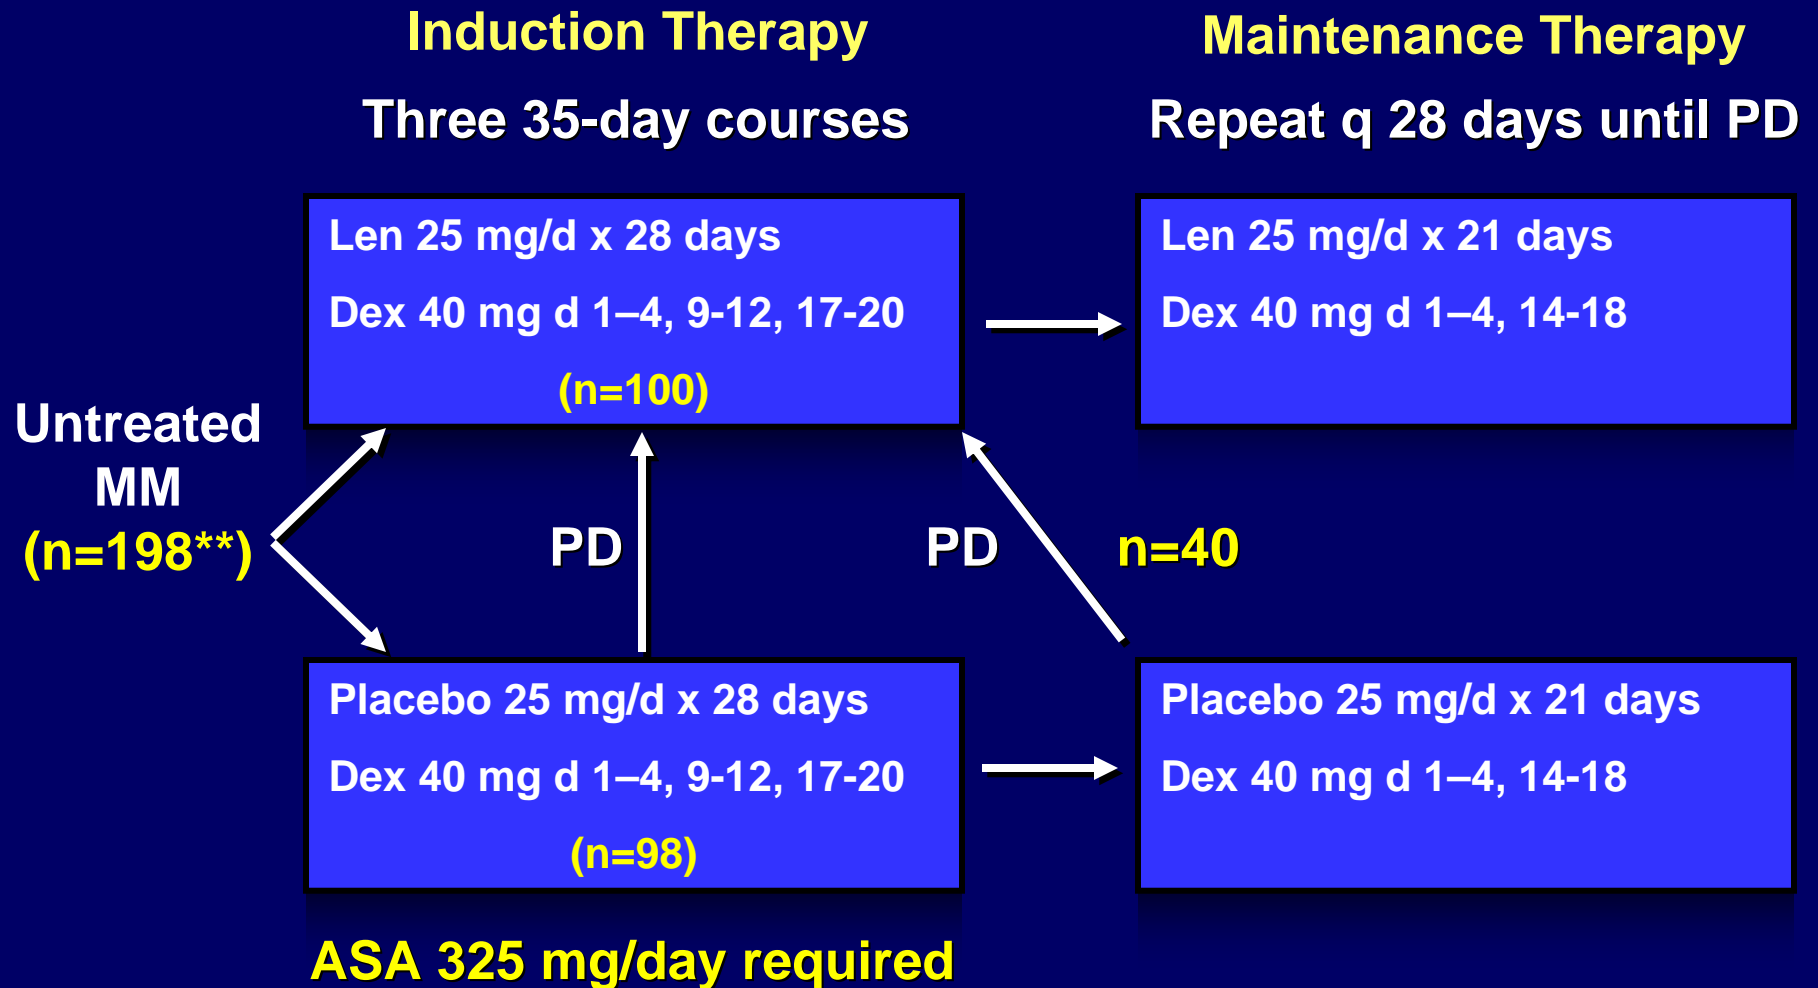 Induction Therapy
Three 35-day courses
Maintenance Therapy
Repeat q 28 days until PD
Len 25 mg/d x 28 days
Dex 40 mg d 1–4, 9-12, 17-20
(n=100)
Len 25 mg/d x 21 days
Dex 40 mg d 1–4, 14-18
Untreated
MM
(n=198**)
PD
PD
n=40
Placebo 25 mg/d x 28 days
Dex 40 mg d 1–4, 9-12, 17-20
(n=98)
Placebo 25 mg/d x 21 days
Dex 40 mg d 1–4, 14-18
ASA 325 mg/day required